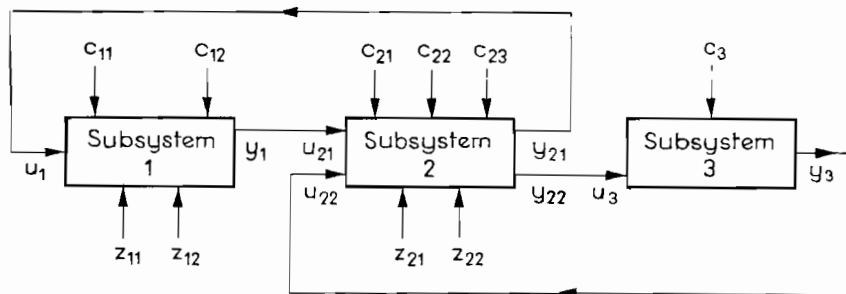 c11 c12 c21 c22 c23 c3
Subsystem 1
Subsystem 2
Subsystem 3
u1 y1 u21 y21
u22 y22 u3 y3
z11 z12 z21 z22